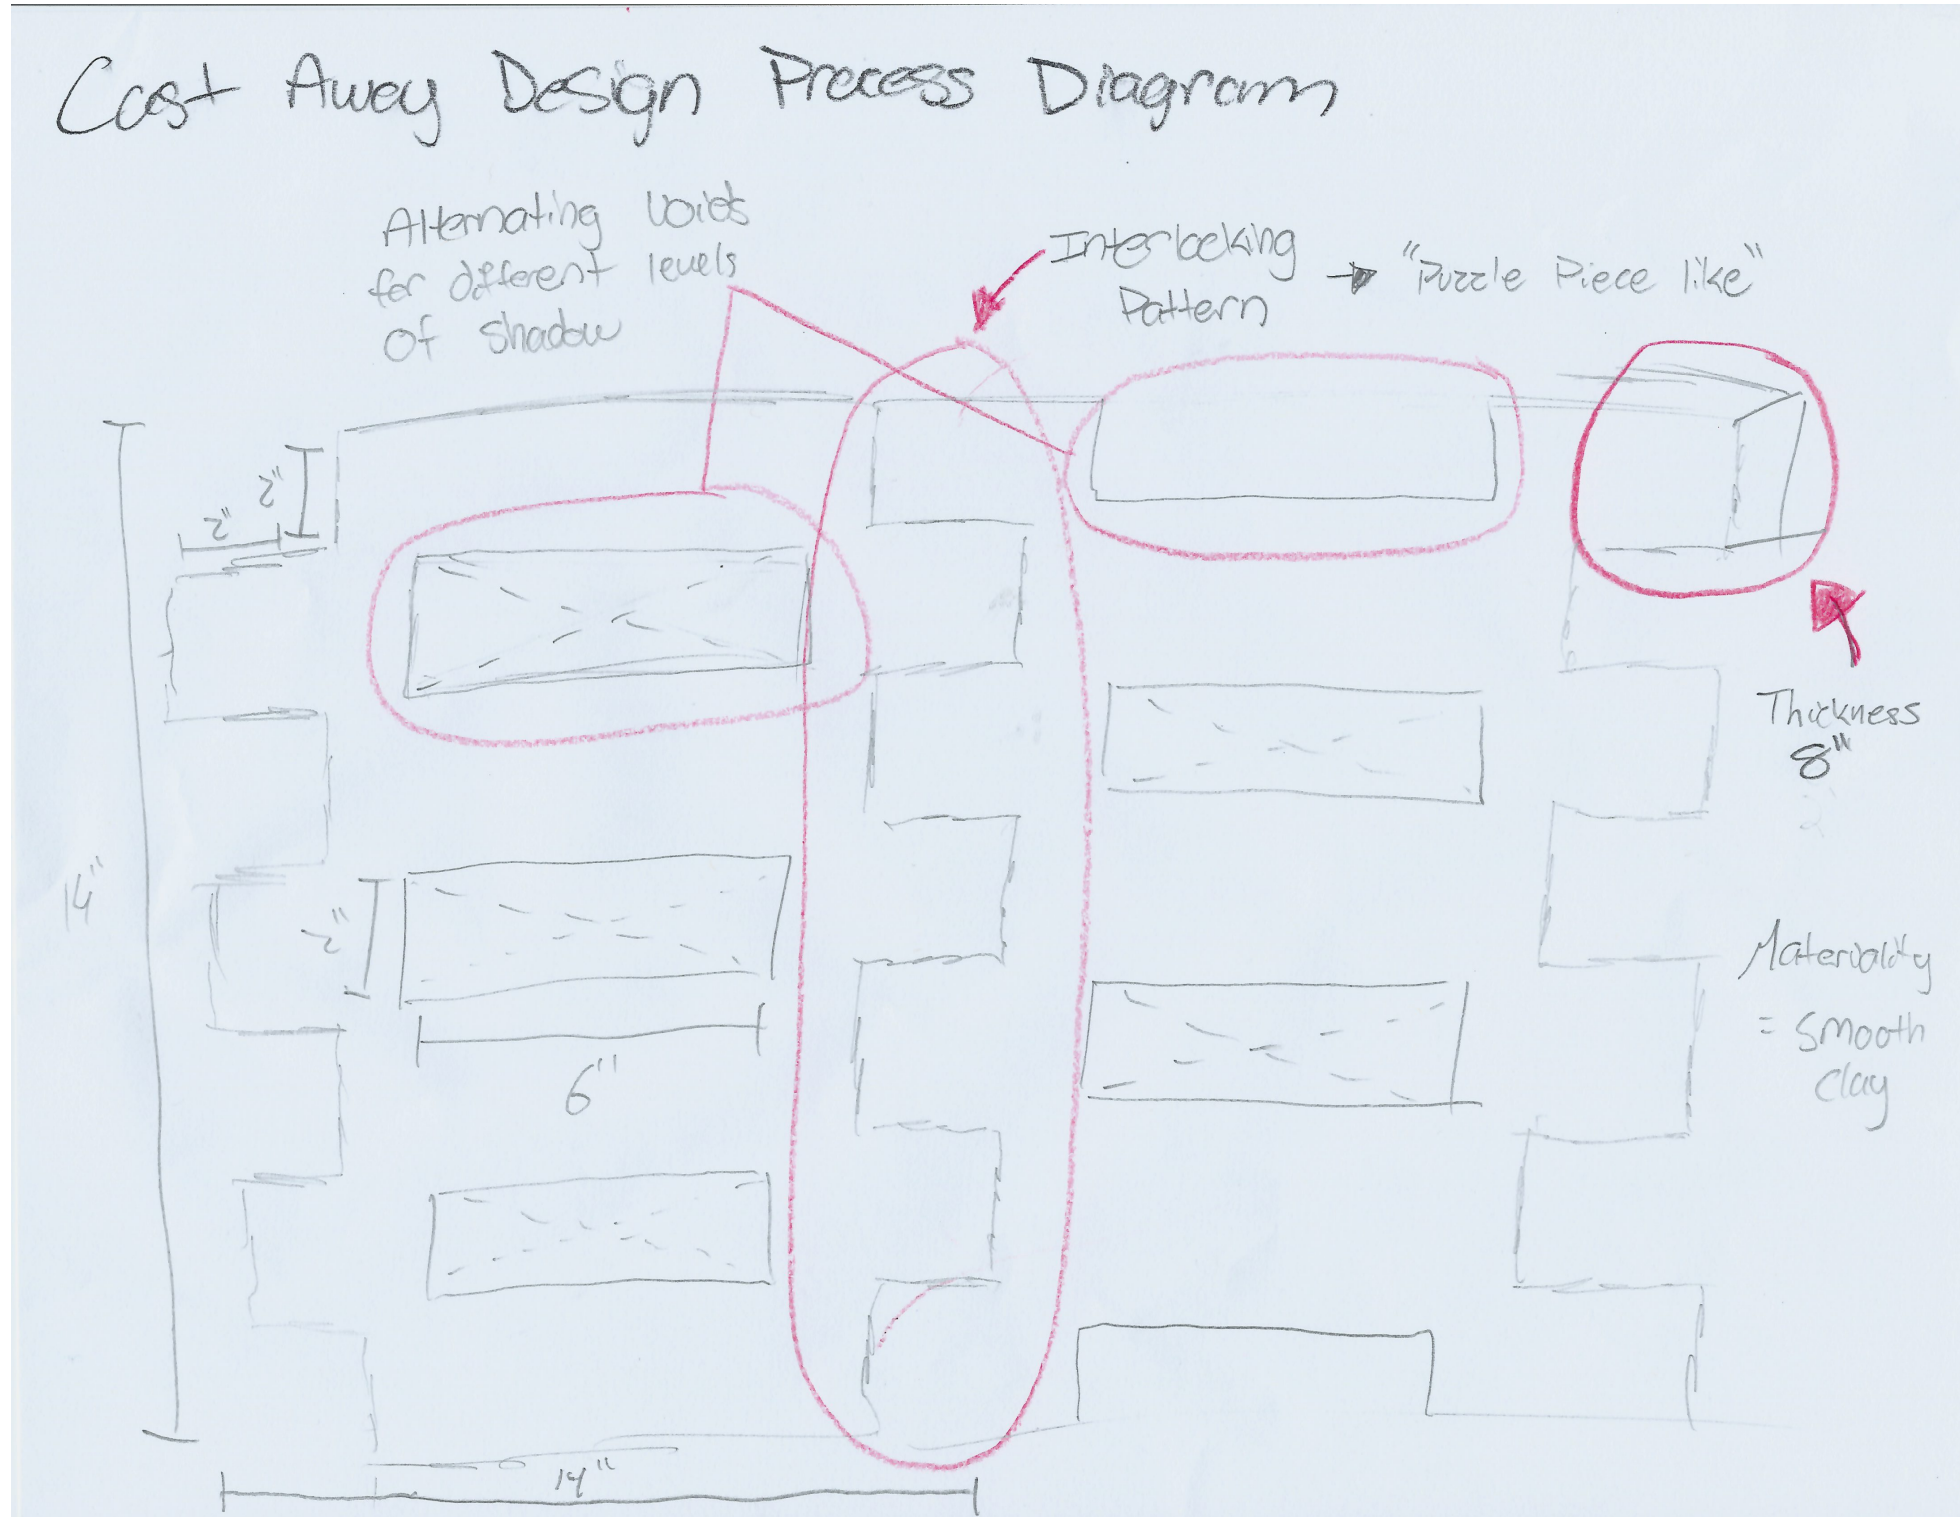 Cast Away Design Process Diagram
Alternating Voids
for different levels
of shadow
Interlocking
Pattern
→ "Puzzle Piece like"
2"
2"
Thickness
8"
14"
2"
6"
Materiality
= Smooth
clay
14"